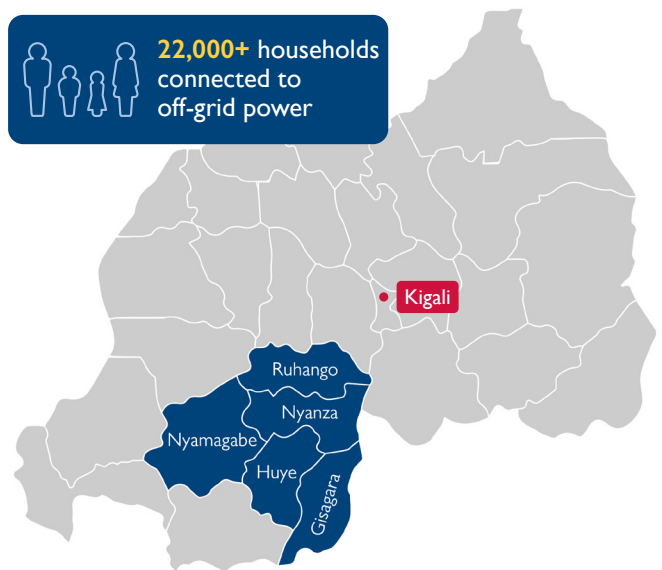 22,000+ households
connected to
off-grid power
Kigali
Ruhango
Nyanza
Nyamagabe
Huye
Gisagara